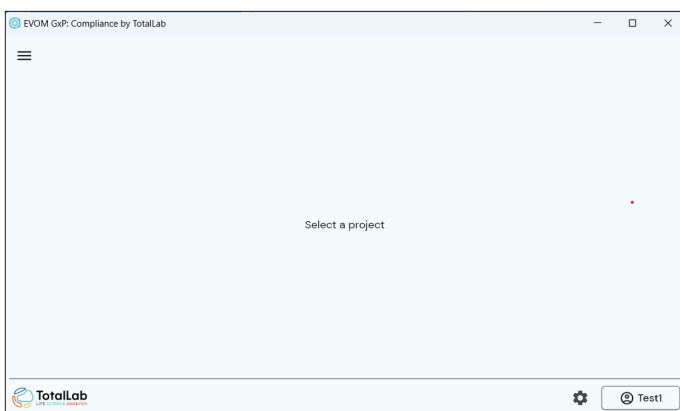 EVOM GxP: Compliance by TotalLab
Select a project
TotalLab
LIFE SCIENCE ANALYSIS
Test1